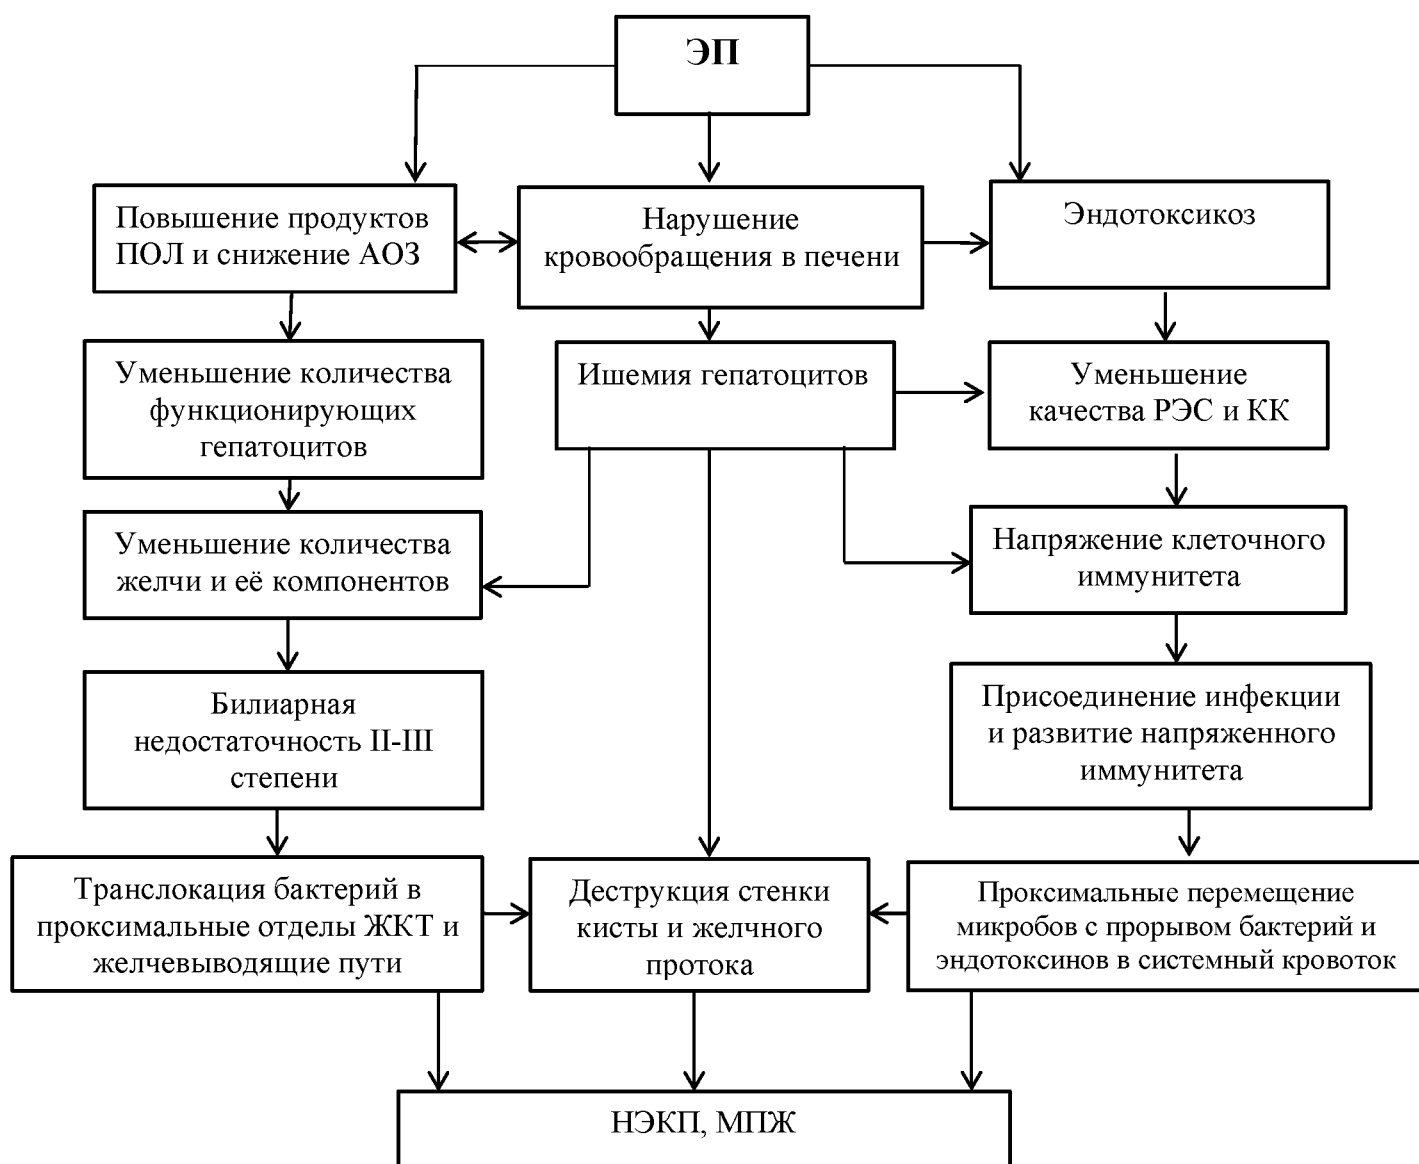 ЭП
Повышение продуктов
ПОЛ и снижение АОЗ
Нарушение
кровообращения в печени
Эндотоксикоз
Уменьшение количества
функционирующих
гепатоцитов
Ишемия гепатоцитов
Уменьшение
качества РЭС и КК
Уменьшение количества
желчи и её компонентов
Напряжение клеточного
иммунитета
Билиарная
недостаточность II-III
степени
Присоединение инфекции
и развитие напряженного
иммунитета
Транслокация бактерий в
проксимальные отделы ЖКТ и
желчевыводящие пути
Деструкция стенки
кисты и желчного
протока
Проксимальные перемещение
микробов с прорывом бактерий и
эндотоксинов в системный кровоток
НЭКП, МПЖ